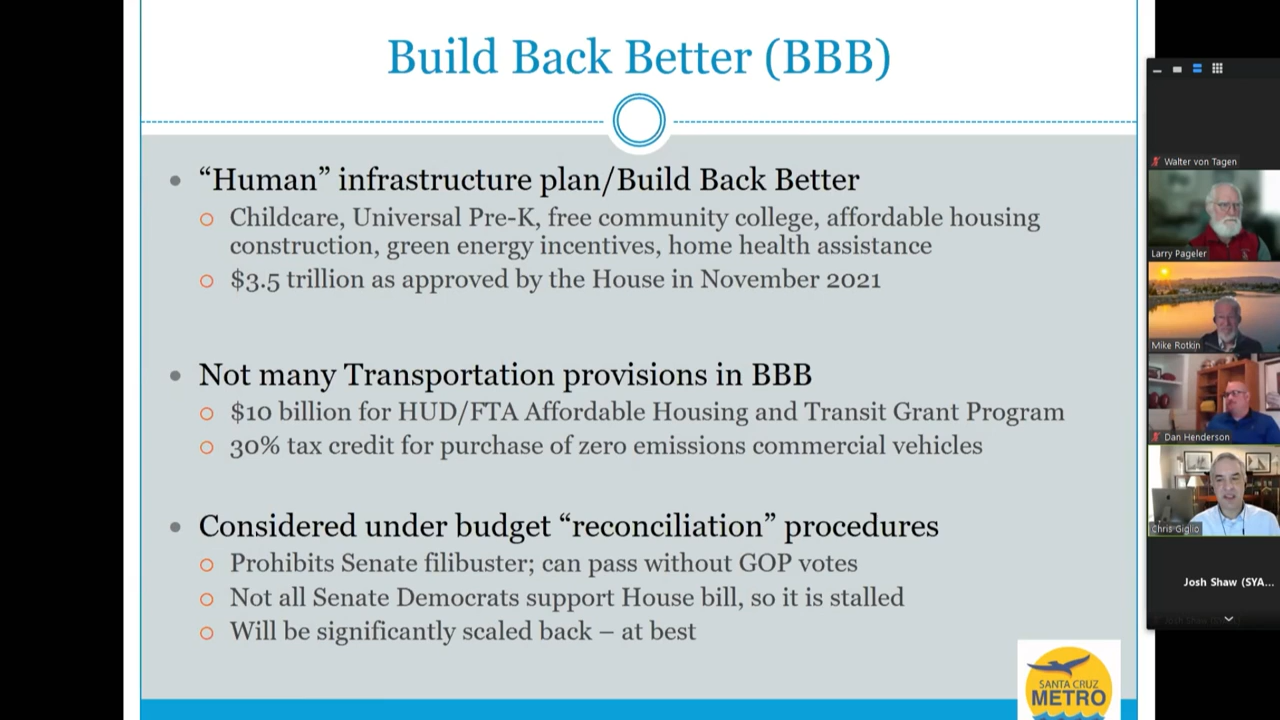 Build Back Better (BBB)
“Human” infrastructure plan/Build Back Better
Childcare, Universal Pre-K, free community college, affordable housing
construction, green energy incentives, home health assistance
$3.5 trillion as approved by the House in November 2021
Not many Transportation provisions in BBB
$10 billion for HUD/FTA Affordable Housing and Transit Grant Program
30% tax credit for purchase of zero emissions commercial vehicles
Considered under budget “reconciliation” procedures
Prohibits Senate filibuster; can pass without GOP votes
Not all Senate Democrats support House bill, so it is stalled
Will be significantly scaled back – at best
SANTA CRUZ
METRO
Walter von Tagen
Larry Pageler
Mike Rotkin
Dan Henderson
Chris Giglio
Josh Shaw (SYA...